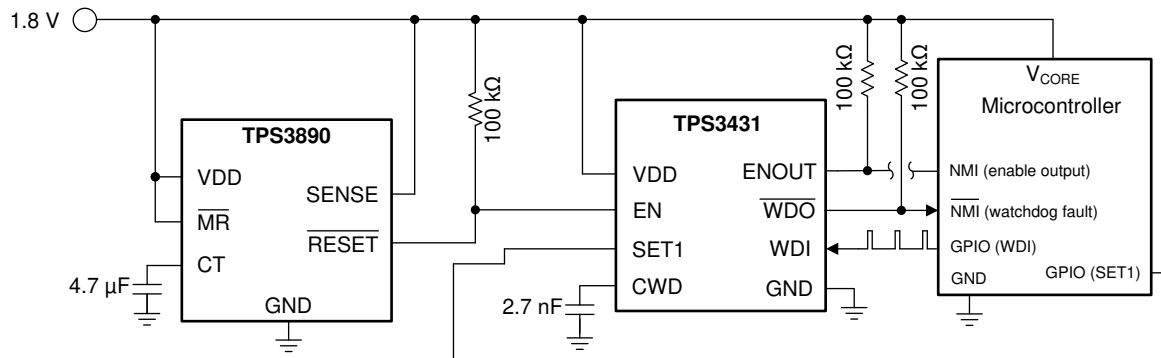 1.8 V
TPS3890
VDD
MR
CT
SENSE
RESET
GND
4.7 µF
100 kΩ
TPS3431
VDD
EN
SET1
CWD
ENOUT
WDO
WDI
GND
2.7 nF
100 kΩ
100 kΩ
VCORE
Microcontroller
NMI (enable output)
NMI (watchdog fault)
GPIO (WDI)
GND
GPIO (SET1)